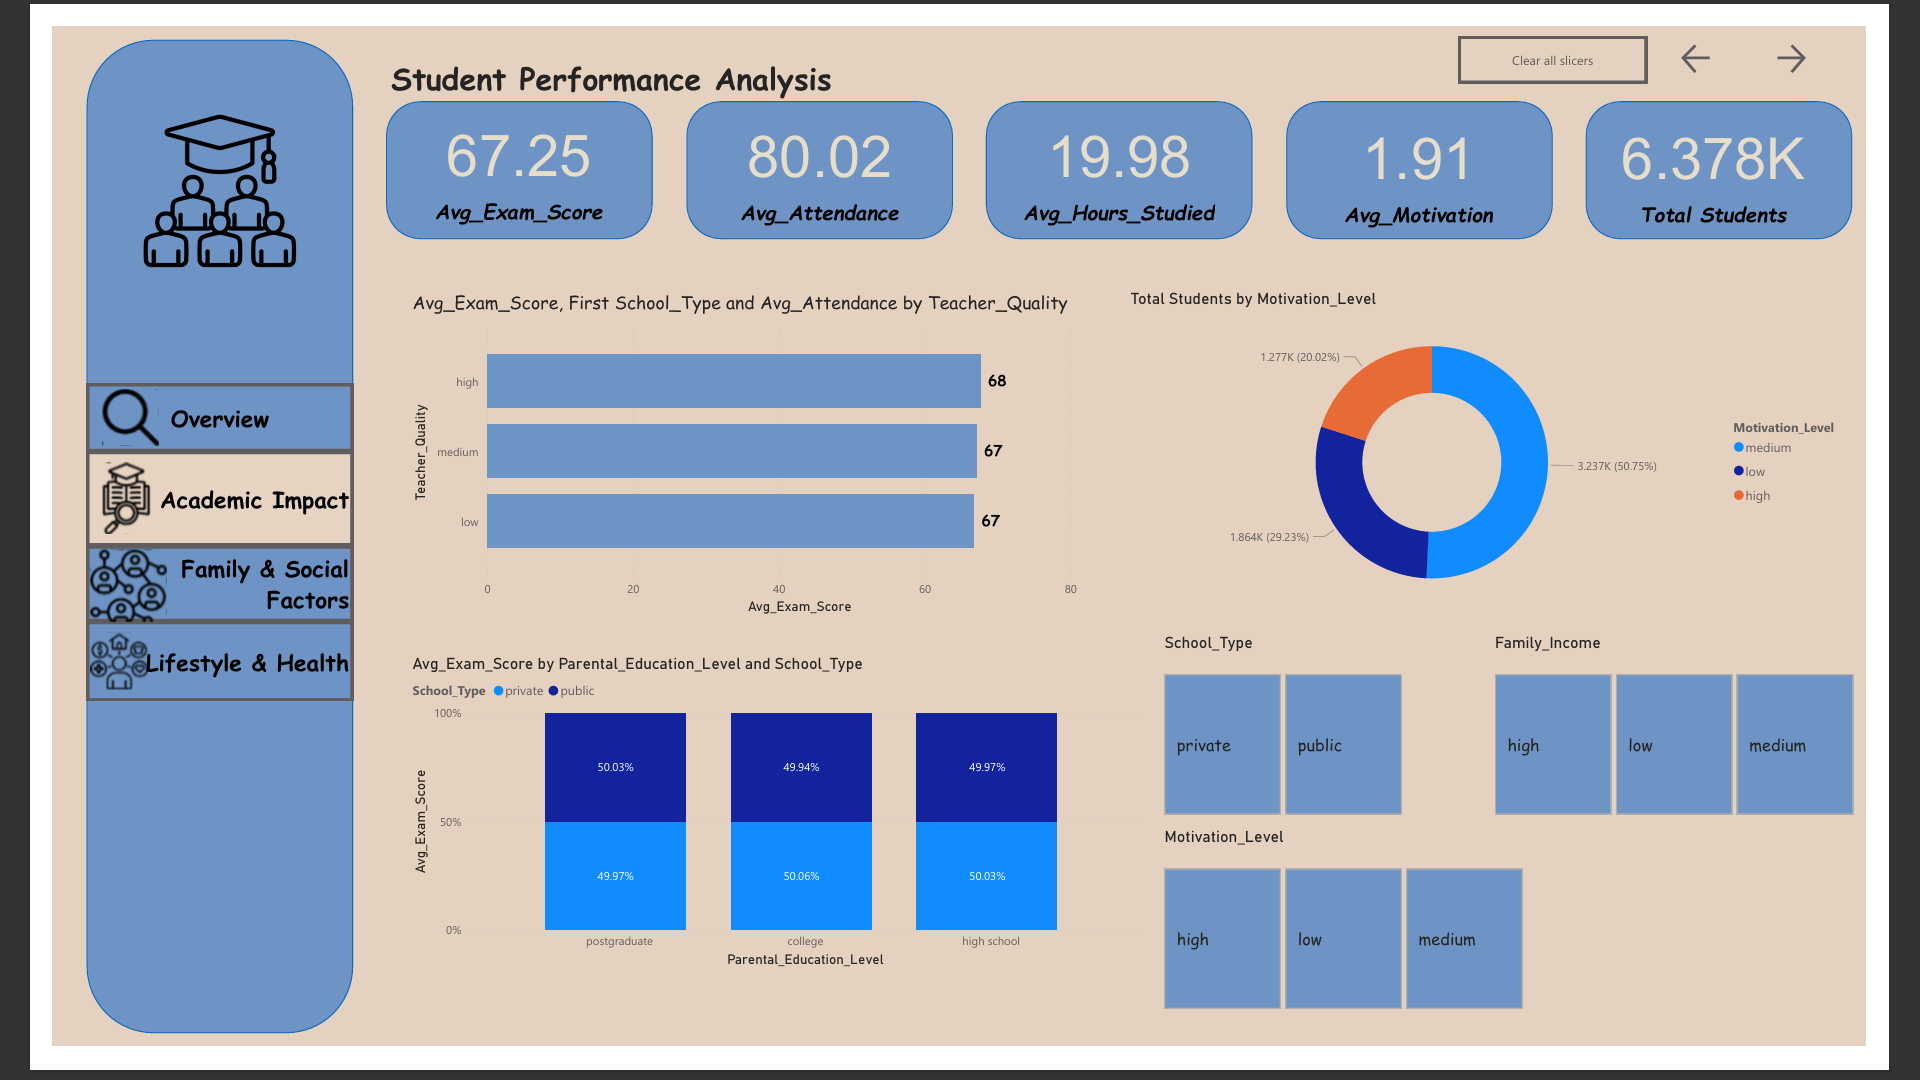 Student Performance Analysis
Clear all slicers
67.25
Avg_Exam_Score
80.02
Avg_Attendance
19.98
Avg_Hours_Studied
1.91
Avg_Motivation
6.378K
Total Students
Overview
Academic Impact
Family & Social
Factors
Lifestyle & Health
Avg_Exam_Score, First School_Type and Avg_Attendance by Teacher_Quality
Teacher_Quality
high
68
medium
67
low
67
0
20
40
60
80
Avg_Exam_Score
Total Students by Motivation_Level
1.277K (20.02%)
3.237K (50.75%)
1.864K (29.23%)
Motivation_Level
medium
low
high
Avg_Exam_Score by Parental_Education_Level and School_Type
School_Type
private
public
Avg_Exam_Score
100%
50%
0%
50.03%
49.94%
49.97%
49.97%
50.06%
50.03%
postgraduate
college
high school
Parental_Education_Level
School_Type
private
public
Family_Income
high
low
medium
Motivation_Level
high
low
medium